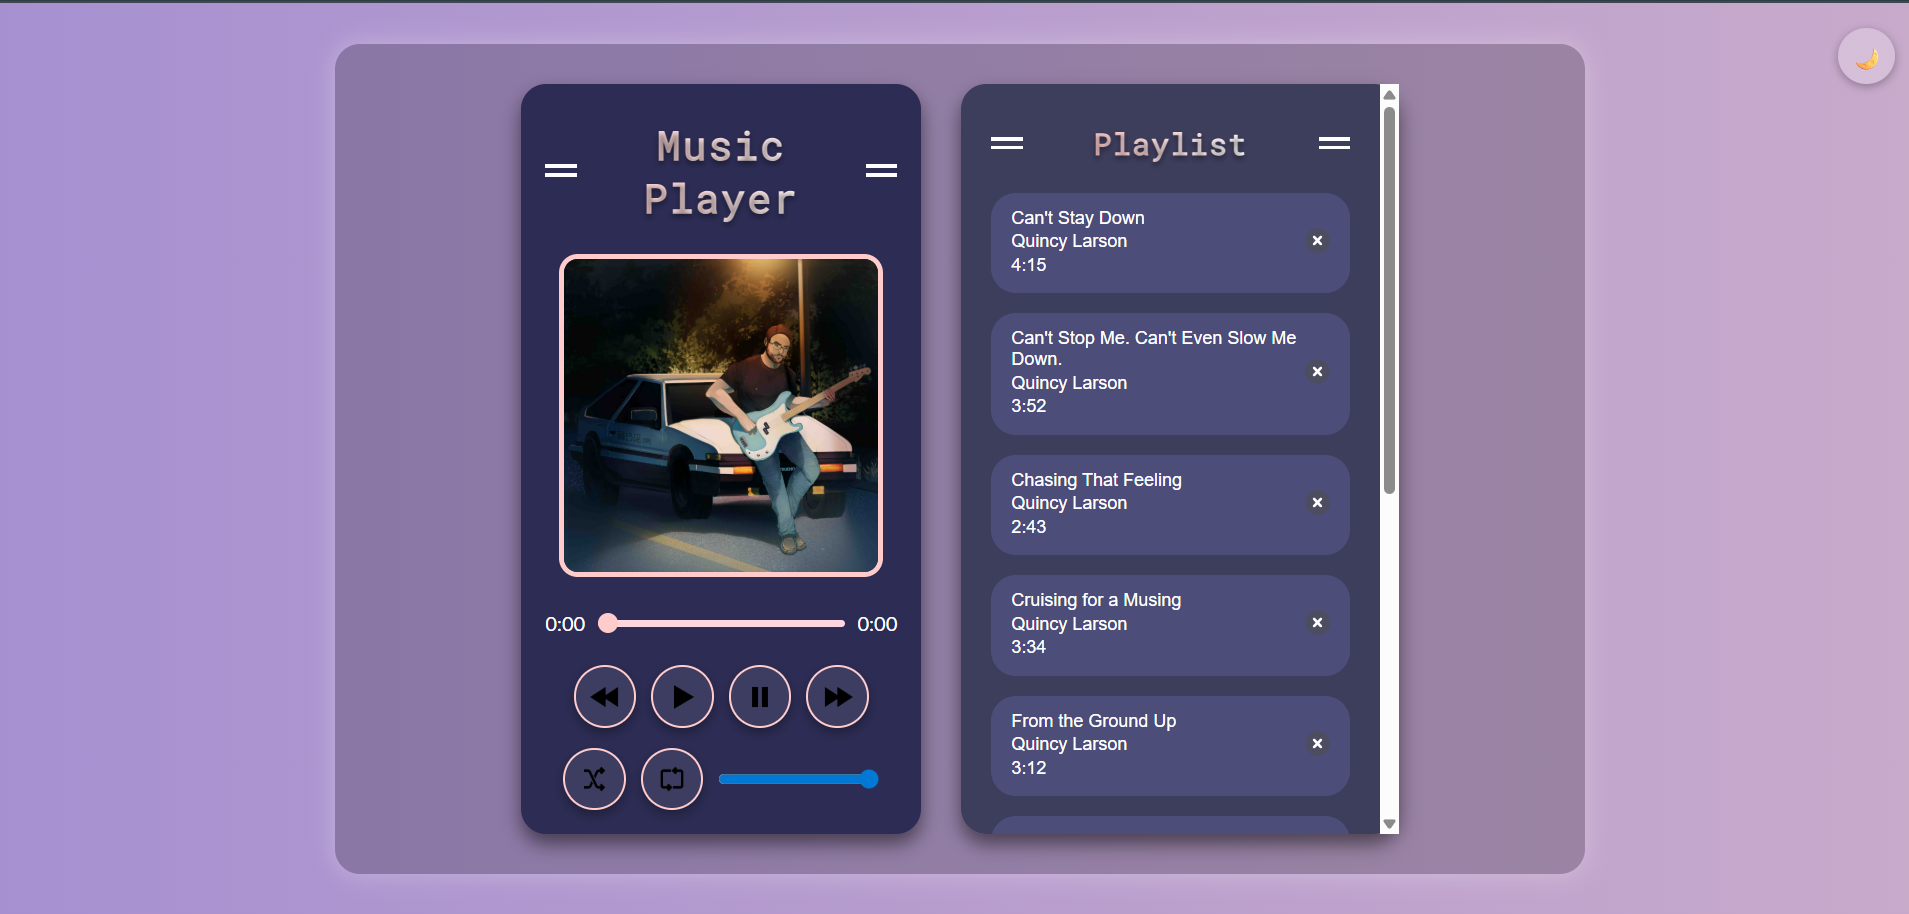 Music
Player
0:00
0:00
Playlist
Can't Stay Down
Quincy Larson
4:15
Can't Stop Me. Can't Even Slow Me
Down.
Quincy Larson
3:52
Chasing That Feeling
Quincy Larson
2:43
Cruising for a Musing
Quincy Larson
3:34
From the Ground Up
Quincy Larson
3:12